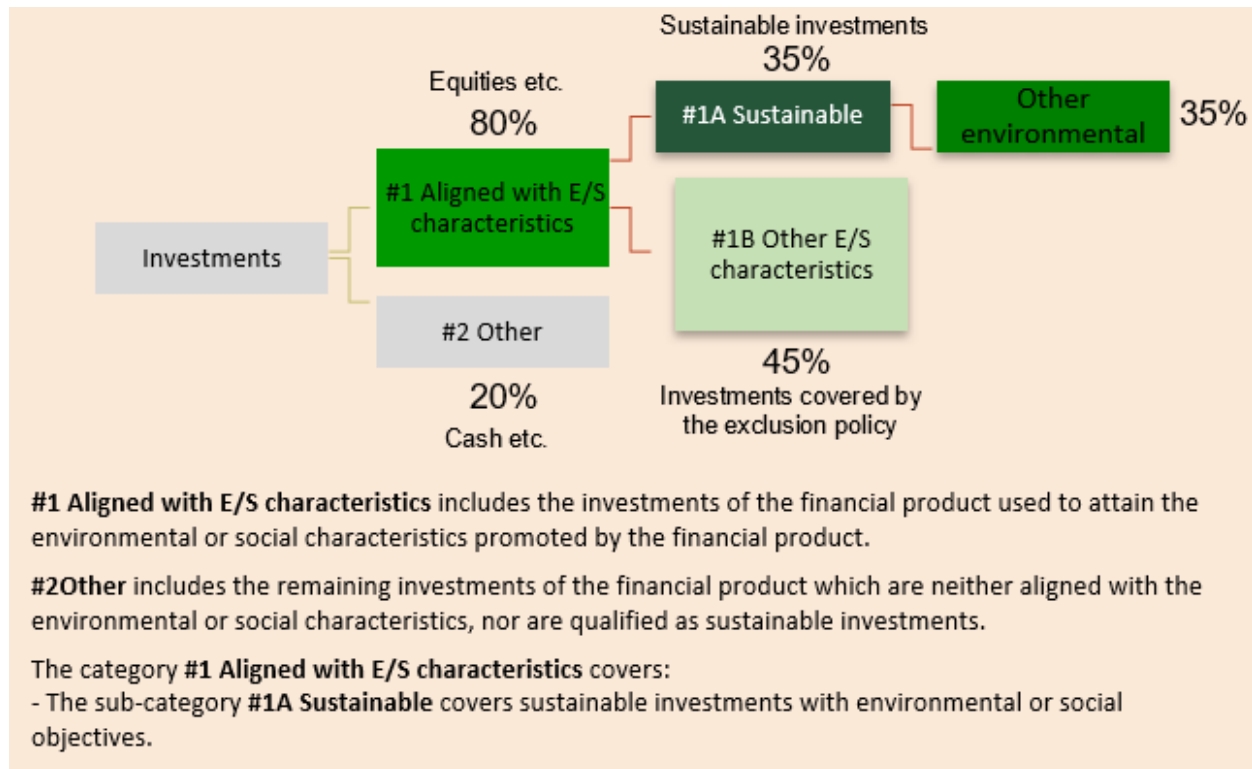 Sustainable investments
35%
Equities etc.
80%
#1A Sustainable
Other
environmental
35%
#1 Aligned with E/S
characteristics
Investments
#1B Other E/S
characteristics
#2 Other
20%
Cash etc.
45%
Investments covered by
the exclusion policy
#1 Aligned with E/S characteristics includes the investments of the financial product used to attain the
environmental or social characteristics promoted by the financial product.
#2Other includes the remaining investments of the financial product which are neither aligned with the
environmental or social characteristics, nor are qualified as sustainable investments.
The category #1 Aligned with E/S characteristics covers:
- The sub-category #1A Sustainable covers sustainable investments with environmental or social
objectives.